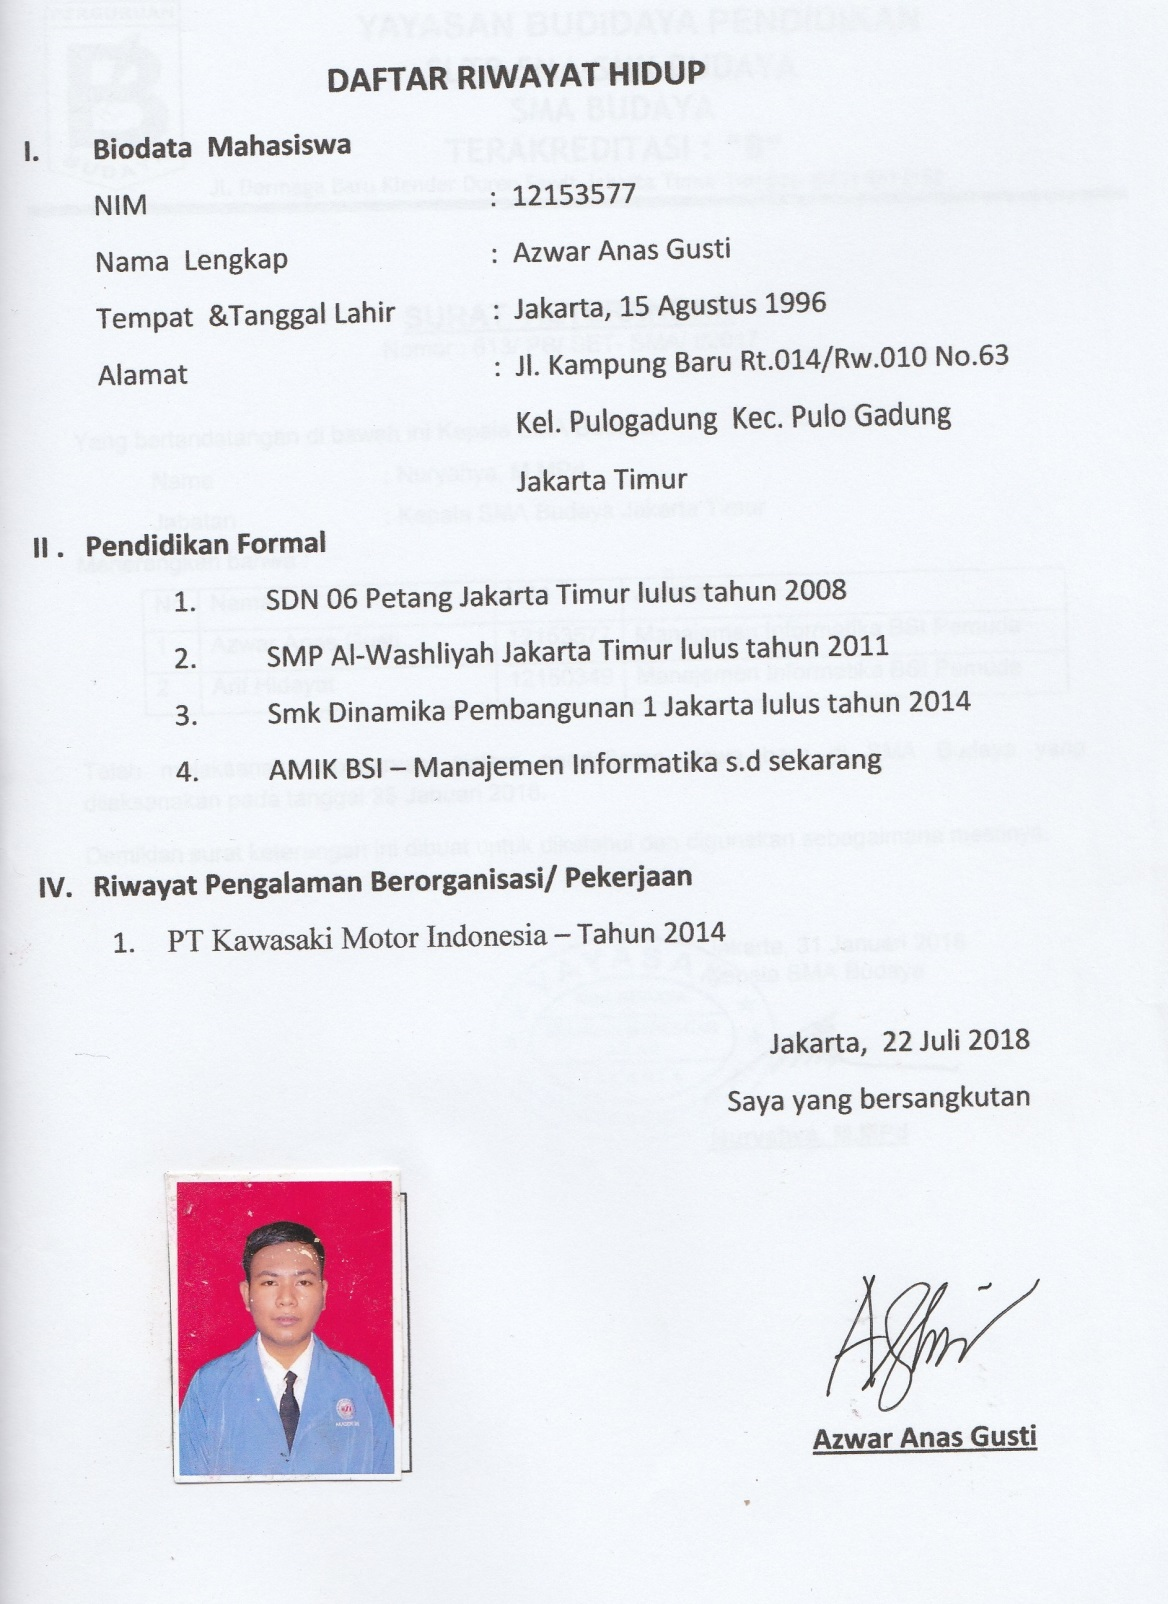 DAFTAR RIWAYAT HIDUP
I. Biodata Mahasiswa
NIM : 12153577
Nama Lengkap : Azwar Anas Gusti
Tempat &Tanggal Lahir : Jakarta, 15 Agustus 1996
Alamat : Jl. Kampung Baru Rt.014/Rw.010 No.63
Kel. Pulogadung Kec. Pulo Gadung
Jakarta Timur
II . Pendidikan Formal
1. SDN 06 Petang Jakarta Timur lulus tahun 2008
2. SMP Al-Washliyah Jakarta Timur lulus tahun 2011
3. Smk Dinamika Pembangunan 1 Jakarta lulus tahun 2014
4. AMIK BSI – Manajemen Informatika s.d sekarang
IV. Riwayat Pengalaman Berorganisasi/ Pekerjaan
1. PT Kawasaki Motor Indonesia – Tahun 2014
Jakarta, 22 Juli 2018
Saya yang bersangkutan
Azwar Anas Gusti